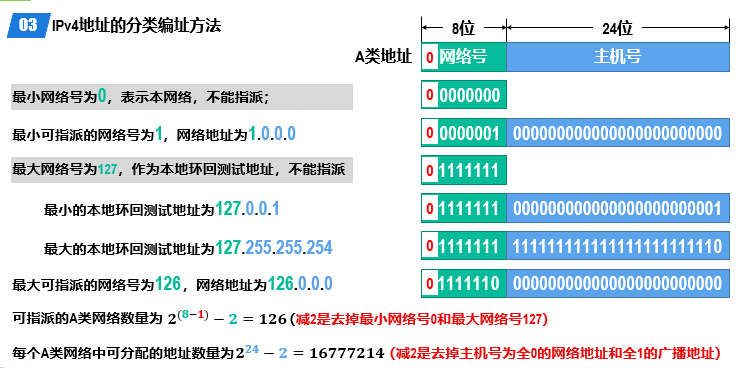 03 IPv4地址的分类编址方法
8位 24位
A类地址 0 网络号 主机号
最小网络号为0，表示本网络，不能指派； 0 0000000
最小可指派的网络号为1，网络地址为1.0.0.0 0 0000001 000000000000000000000000
最大网络号为127，作为本地环回测试地址，不能指派 0 1111111
最小的本地环回测试地址为127.0.0.1 0 1111111 000000000000000000000001
最大的本地环回测试地址为127.255.255.254 0 1111111 111111111111111111111110
最大可指派的网络号为126，网络地址为126.0.0.0 0 1111110 000000000000000000000000
可指派的A类网络数量为 2⁽⁸⁻¹⁾ − 2 = 126 (减2是去掉最小网络号0和最大网络号127)
每个A类网络中可分配的地址数量为2²⁴ − 2 = 16777214 (减2是去掉主机号为全0的网络地址和全1的广播地址)